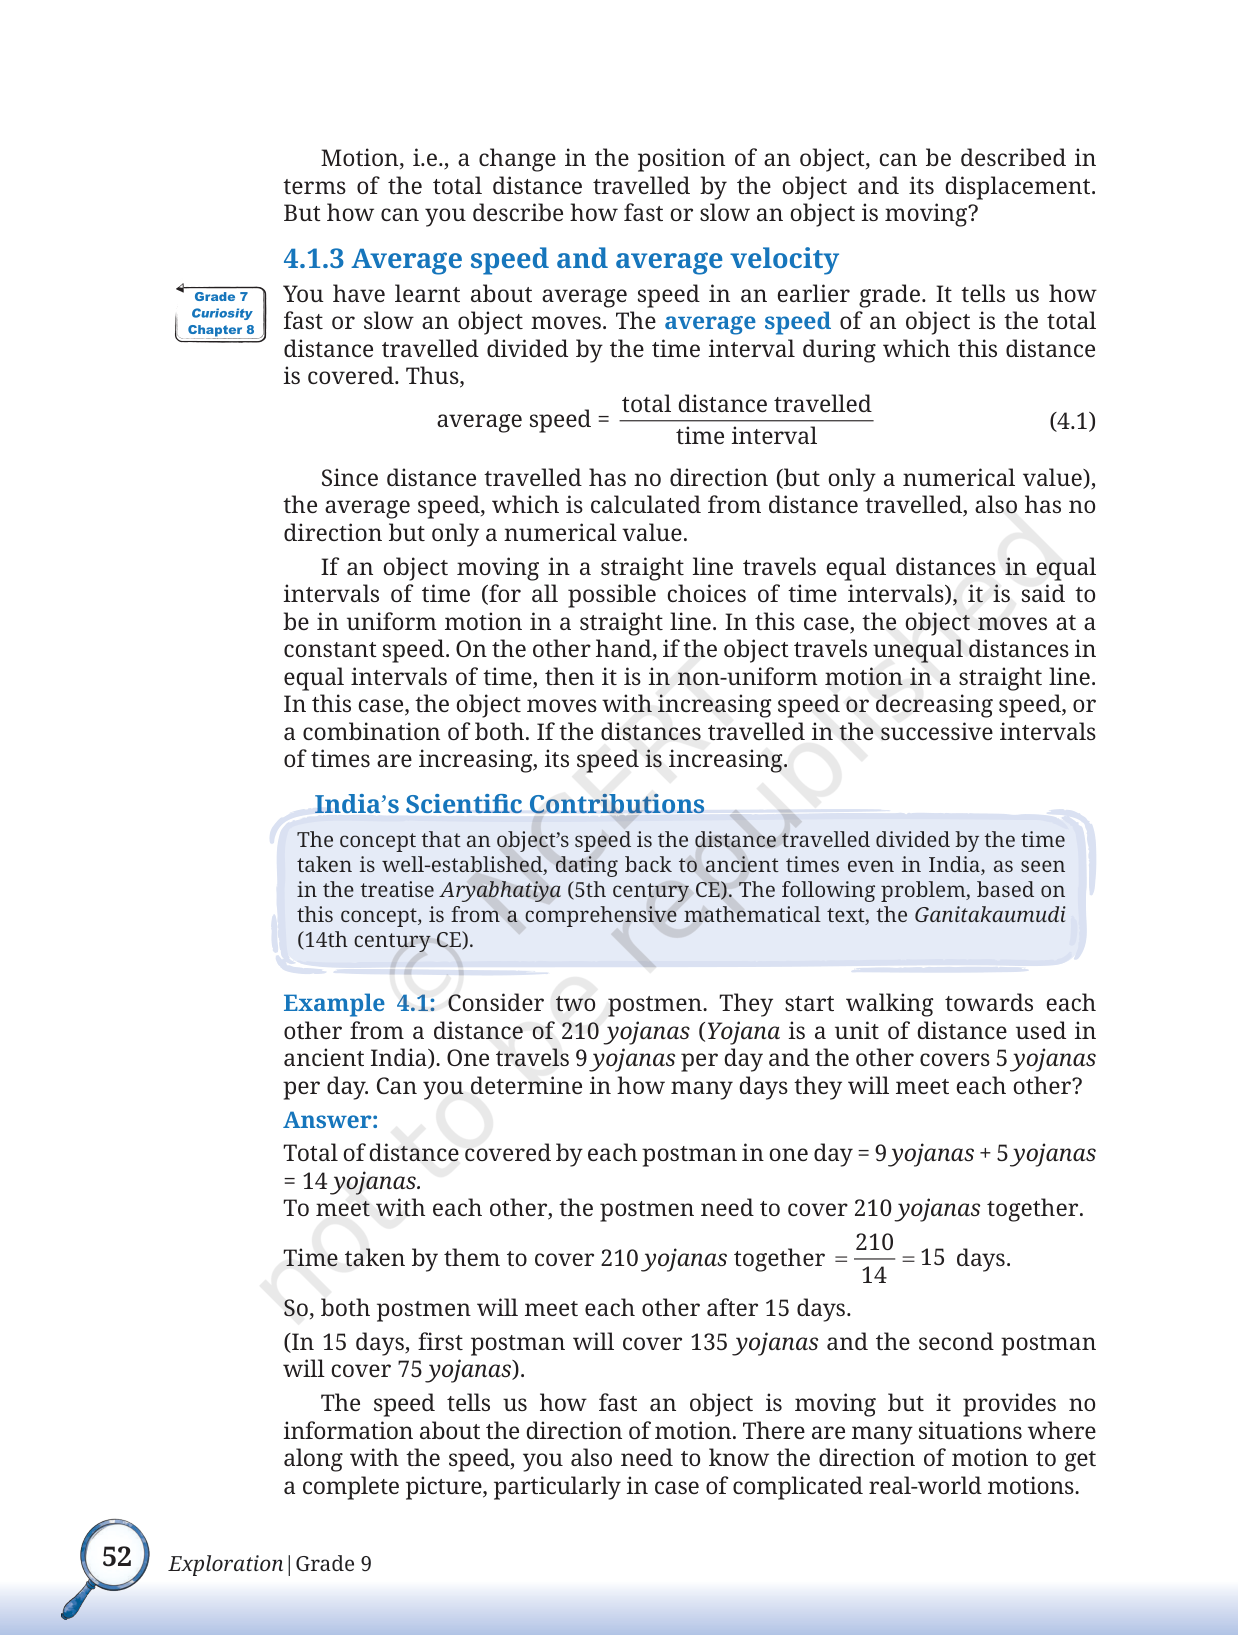 Motion, i.e., a change in the position of an object, can be described in
terms of the total distance travelled by the object and its displacement.
But how can you describe how fast or slow an object is moving?
4.1.3 Average speed and average velocity
Grade 7
Curiosity
Chapter 8
You have learnt about average speed in an earlier grade. It tells us how
fast or slow an object moves. The average speed of an object is the total
distance travelled divided by the time interval during which this distance
is covered. Thus,
average speed = total distance travelled / time interval (4.1)
Since distance travelled has no direction (but only a numerical value),
the average speed, which is calculated from distance travelled, also has no
direction but only a numerical value.
If an object moving in a straight line travels equal distances in equal
intervals of time (for all possible choices of time intervals), it is said to
be in uniform motion in a straight line. In this case, the object moves at a
constant speed. On the other hand, if the object travels unequal distances in
equal intervals of time, then it is in non-uniform motion in a straight line.
In this case, the object moves with increasing speed or decreasing speed, or
a combination of both. If the distances travelled in the successive intervals
of times are increasing, its speed is increasing.
India’s Scientific Contributions
The concept that an object’s speed is the distance travelled divided by the time
taken is well-established, dating back to ancient times even in India, as seen
in the treatise Aryabhatiya (5th century CE). The following problem, based on
this concept, is from a comprehensive mathematical text, the Ganitakaumudi
(14th century CE).
Example 4.1: Consider two postmen. They start walking towards each
other from a distance of 210 yojanas (Yojana is a unit of distance used in
ancient India). One travels 9 yojanas per day and the other covers 5 yojanas
per day. Can you determine in how many days they will meet each other?
Answer:
Total of distance covered by each postman in one day = 9 yojanas + 5 yojanas
= 14 yojanas.
To meet with each other, the postmen need to cover 210 yojanas together.
Time taken by them to cover 210 yojanas together = 210/14 = 15 days.
So, both postmen will meet each other after 15 days.
(In 15 days, first postman will cover 135 yojanas and the second postman
will cover 75 yojanas).
The speed tells us how fast an object is moving but it provides no
information about the direction of motion. There are many situations where
along with the speed, you also need to know the direction of motion to get
a complete picture, particularly in case of complicated real-world motions.
52
Exploration|Grade 9
© NCERT
not to be republished